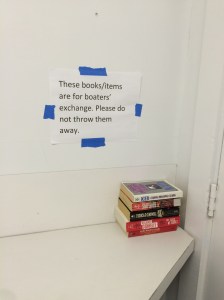 These books/items
are for boaters'
exchange. Please do
not throw them
away.